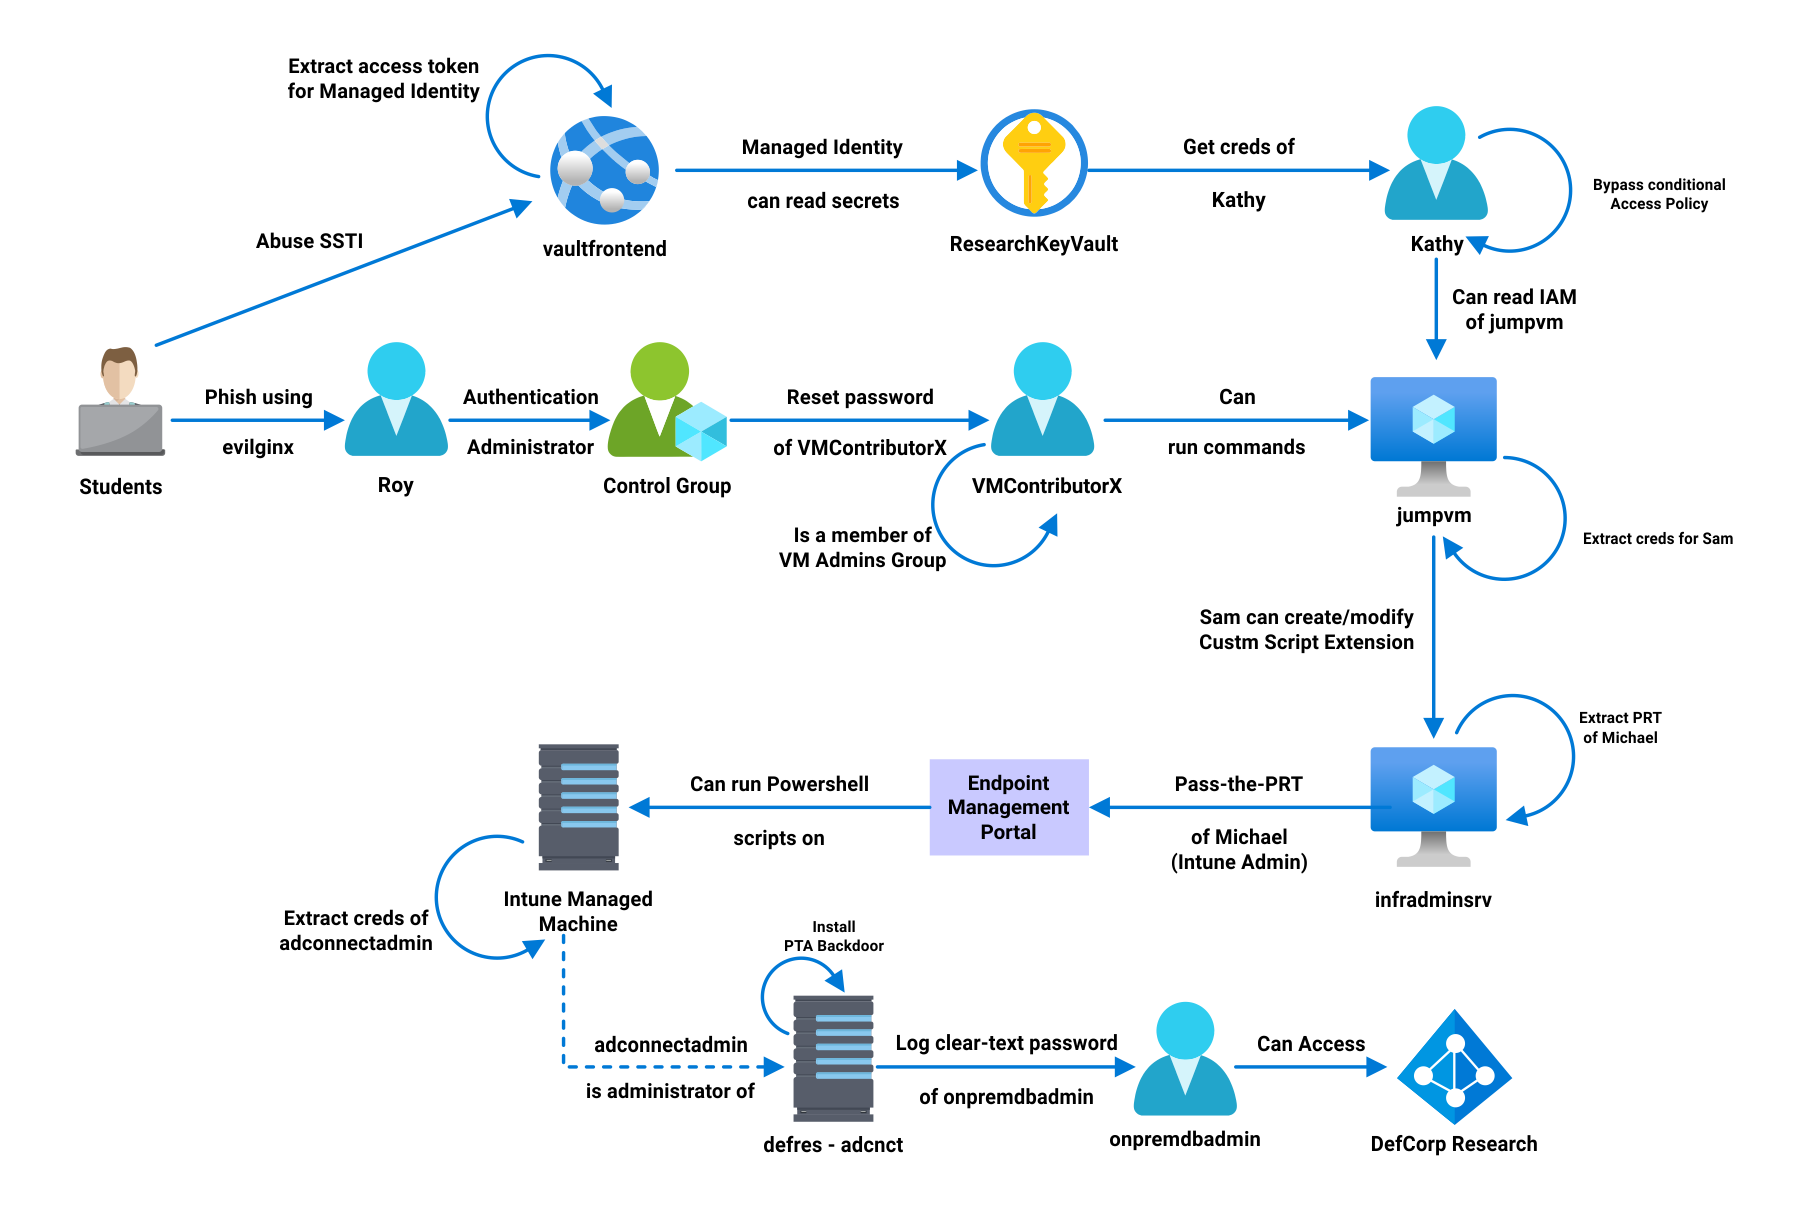 Extract access token
for Managed Identity
Managed Identity
can read secrets
Get creds of
Kathy
Bypass conditional
Access Policy
Abuse SSTI
vaultfrontend
ResearchKeyVault
Kathy
Can read IAM
of jumpvm
Phish using
evilginx
Authentication
Administrator
Reset password
of VMContributorX
Can
run commands
Students
Roy
Control Group
VMContributorX
jumpvm
Is a member of
VM Admins Group
Extract creds for Sam
Sam can create/modify
Custm Script Extension
Extract PRT
of Michael
Can run Powershell
scripts on
Endpoint
Management
Portal
Pass-the-PRT
of Michael
(Intune Admin)
Intune Managed
Machine
infradminsrv
Extract creds of
adconnectadmin
Install
PTA Backdoor
adconnectadmin
is administrator of
Log clear-text password
of onpremdbadmin
Can Access
defres - adcnct
onpremdbadmin
DefCorp Research